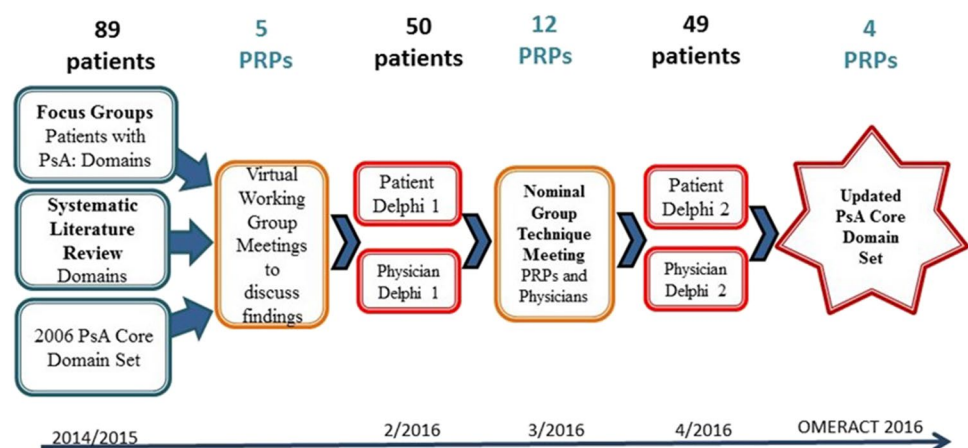 89
patients
5
PRPs
50
patients
12
PRPs
49
patients
4
PRPs
Focus Groups
Patients with
PsA: Domains
Systematic
Literature
Review
Domains
2006 PsA Core
Domain Set
Virtual
Working
Group
Meetings
to
discuss
findings
Patient
Delphi 1
Physician
Delphi 1
Nominal
Group
Technique
Meeting
PRPs and
Physicians
Patient
Delphi 2
Physician
Delphi 2
Updated
PsA Core
Domain
Set
2014/2015
2/2016
3/2016
4/2016
OMERACT 2016